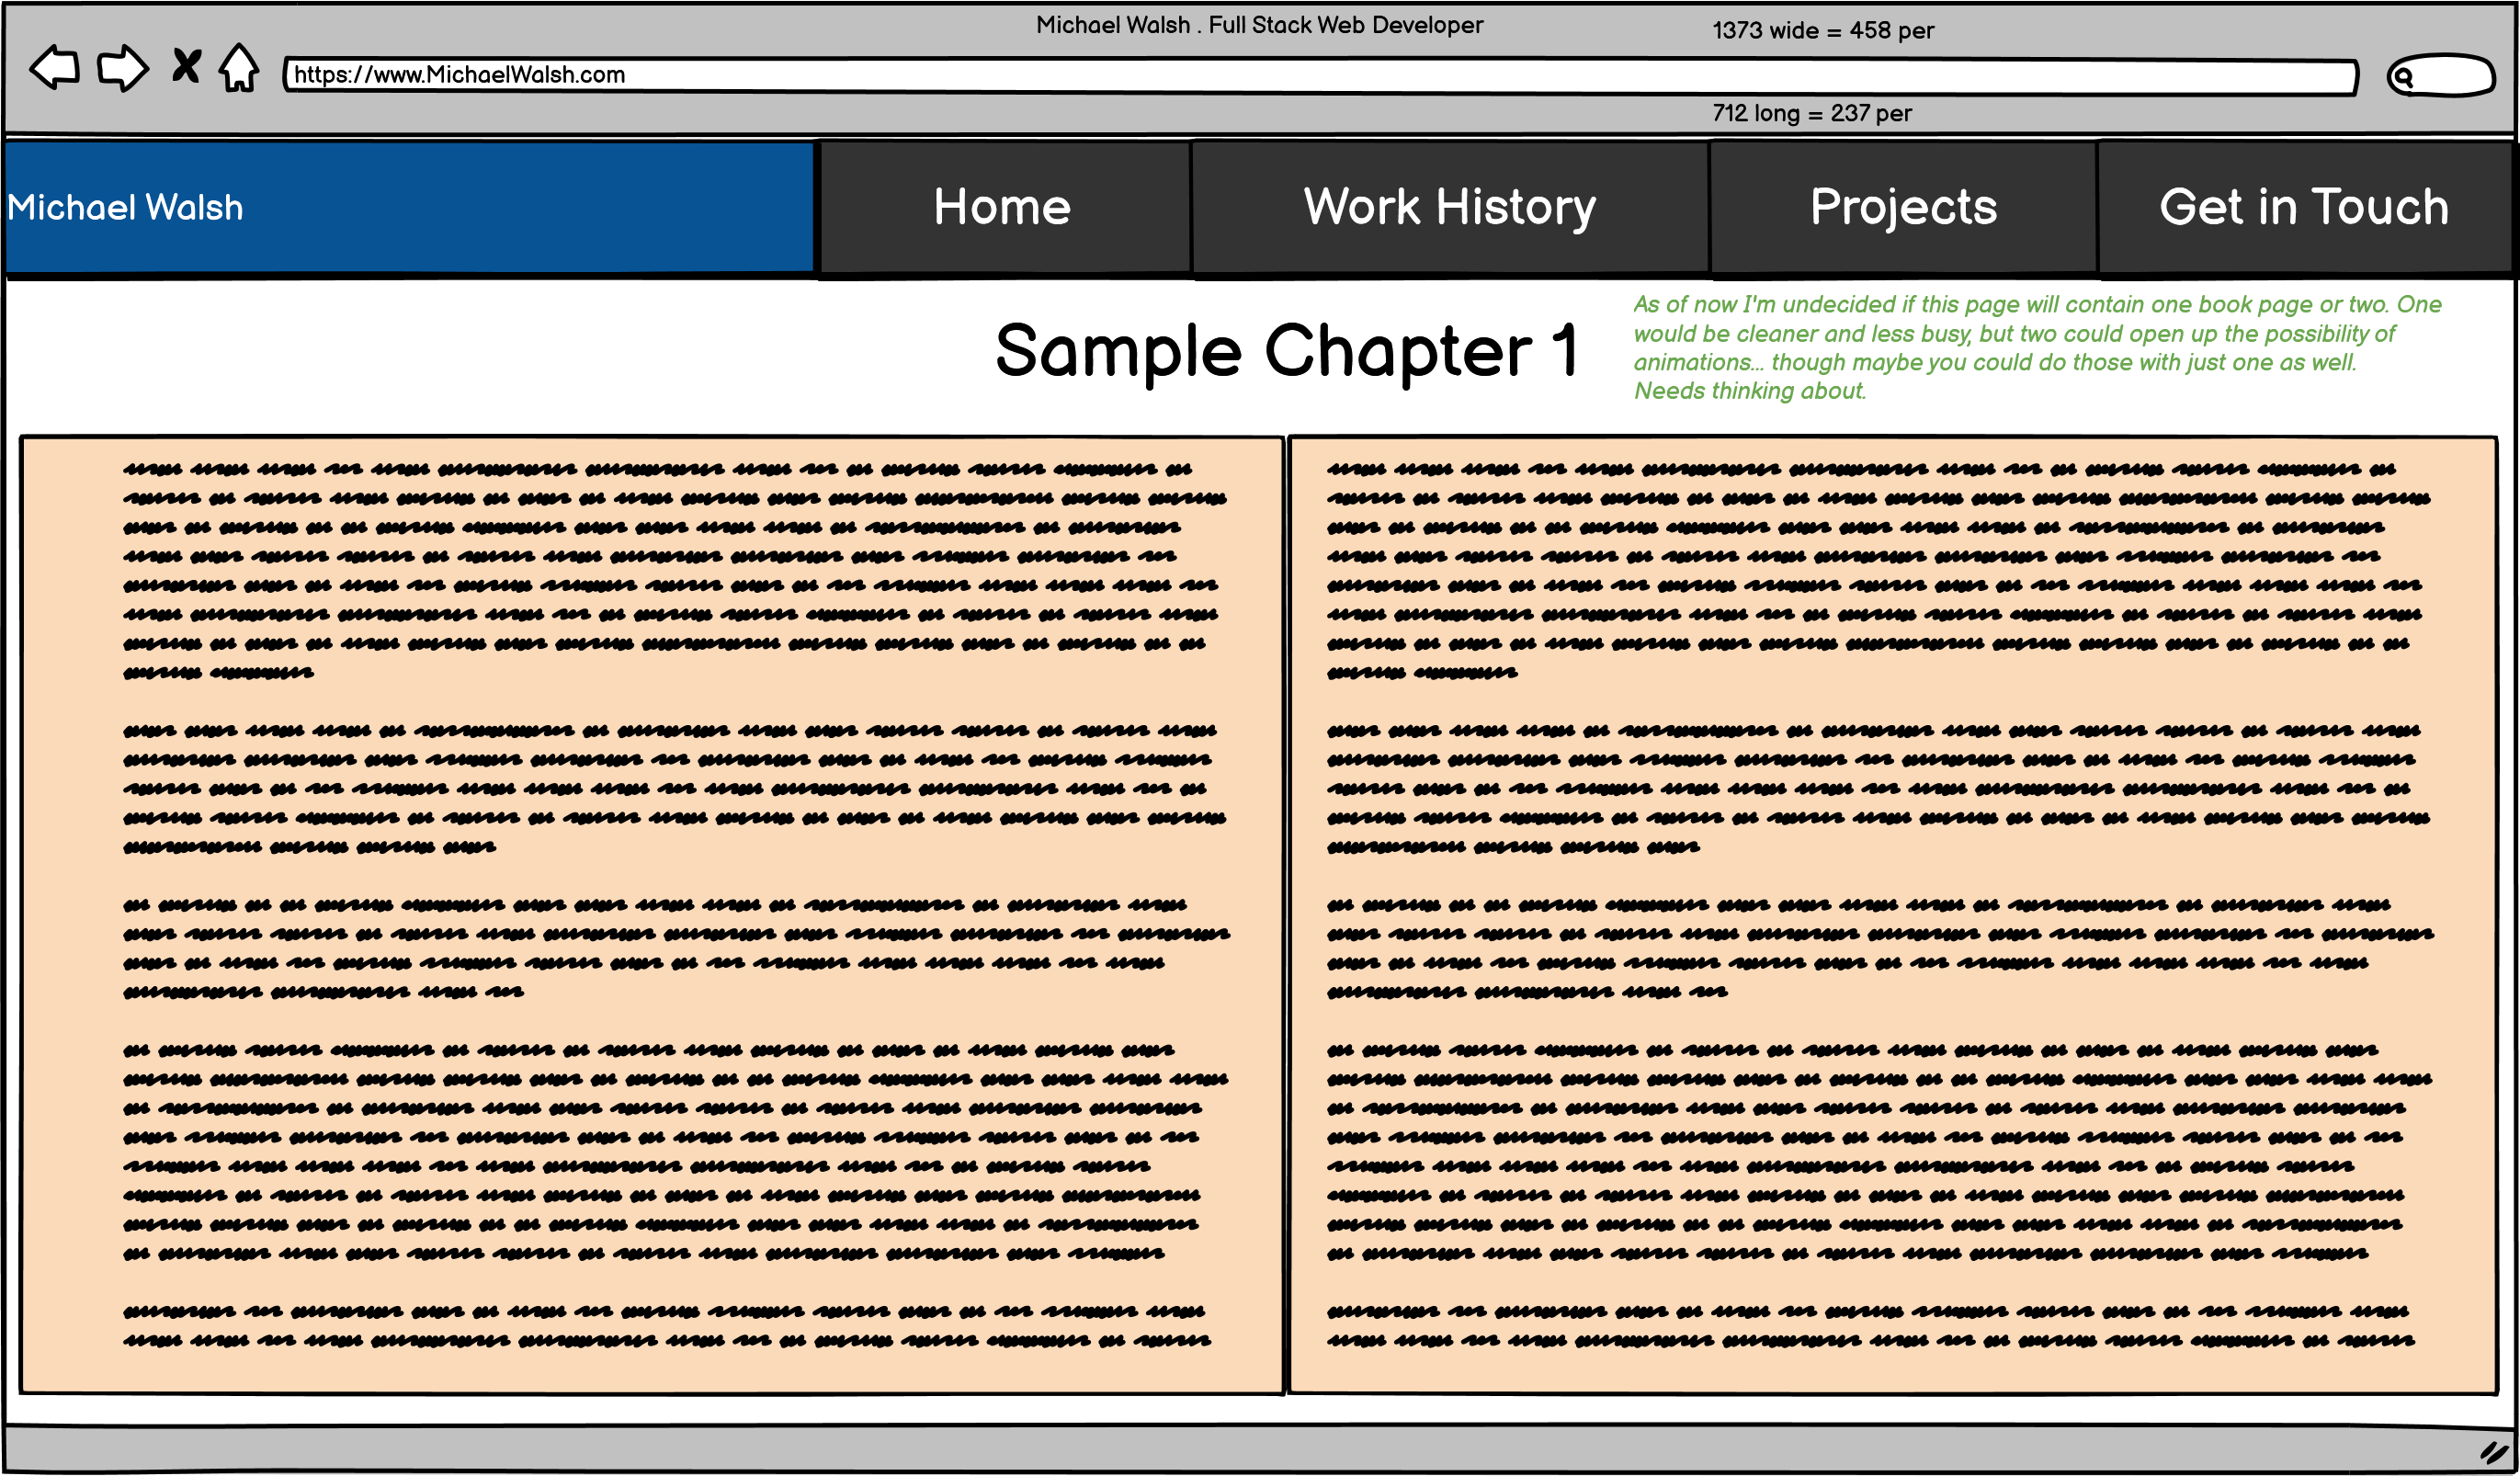 Michael Walsh . Full Stack Web Developer
1373 wide = 458 per
https://www.MichaelWalsh.com
712 long = 237 per
Michael Walsh
Home
Work History
Projects
Get in Touch
Sample Chapter 1
As of now I'm undecided if this page will contain one book page or two. One
would be cleaner and less busy, but two could open up the possibility of
animations... though maybe you could do those with just one as well.
Needs thinking about.